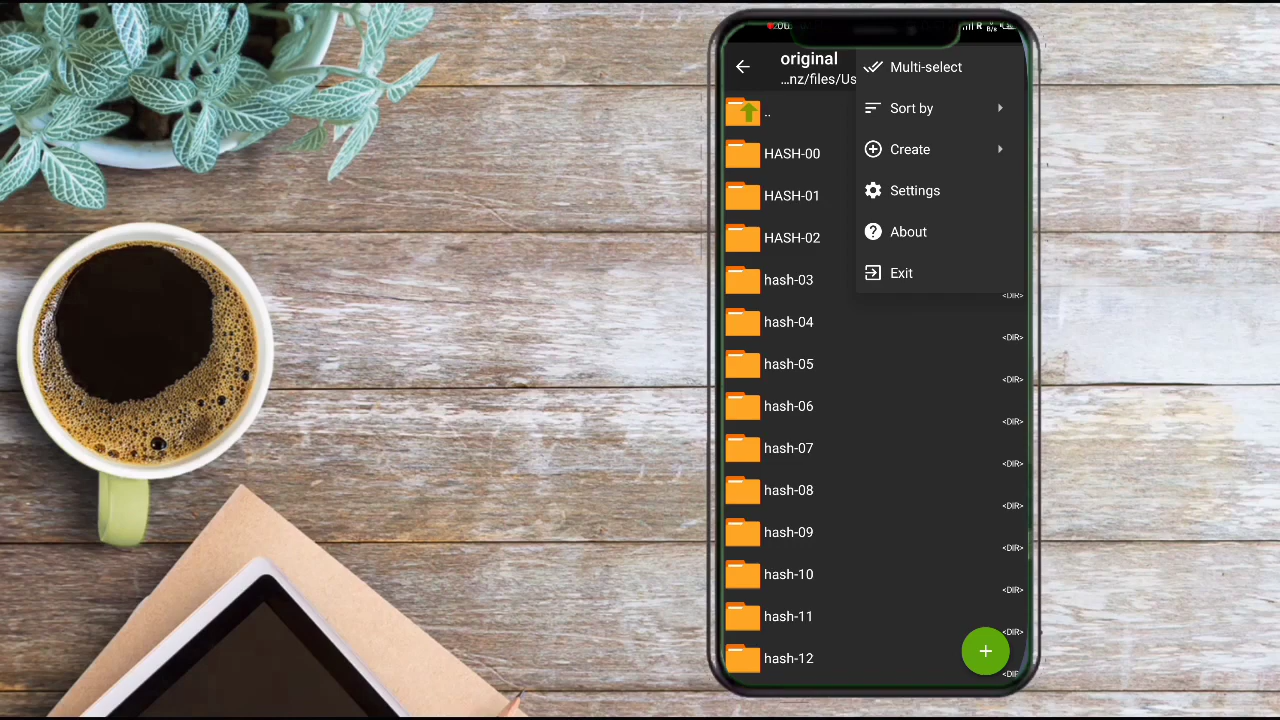 original
…nz/files/Us
Multi-select
Sort by
Create
Settings
About
Exit
..
HASH-00
HASH-01
HASH-02
hash-03
<DIR>
hash-04
<DIR>
hash-05
<DIR>
hash-06
<DIR>
hash-07
<DIR>
hash-08
<DIR>
hash-09
<DIR>
hash-10
<DIR>
hash-11
<DIR>
hash-12